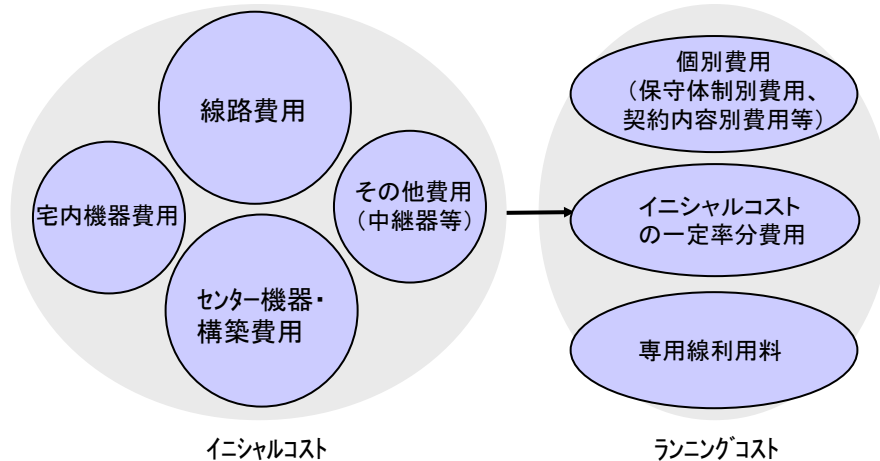 線路費用
宅内機器費用
その他費用
（中継器等）
センター機器・
構築費用
イニシャルコスト
個別費用
（保守体制別費用、
契約内容別費用等）
イニシャルコスト
の一定率分費用
専用線利用料
ランニングコスト